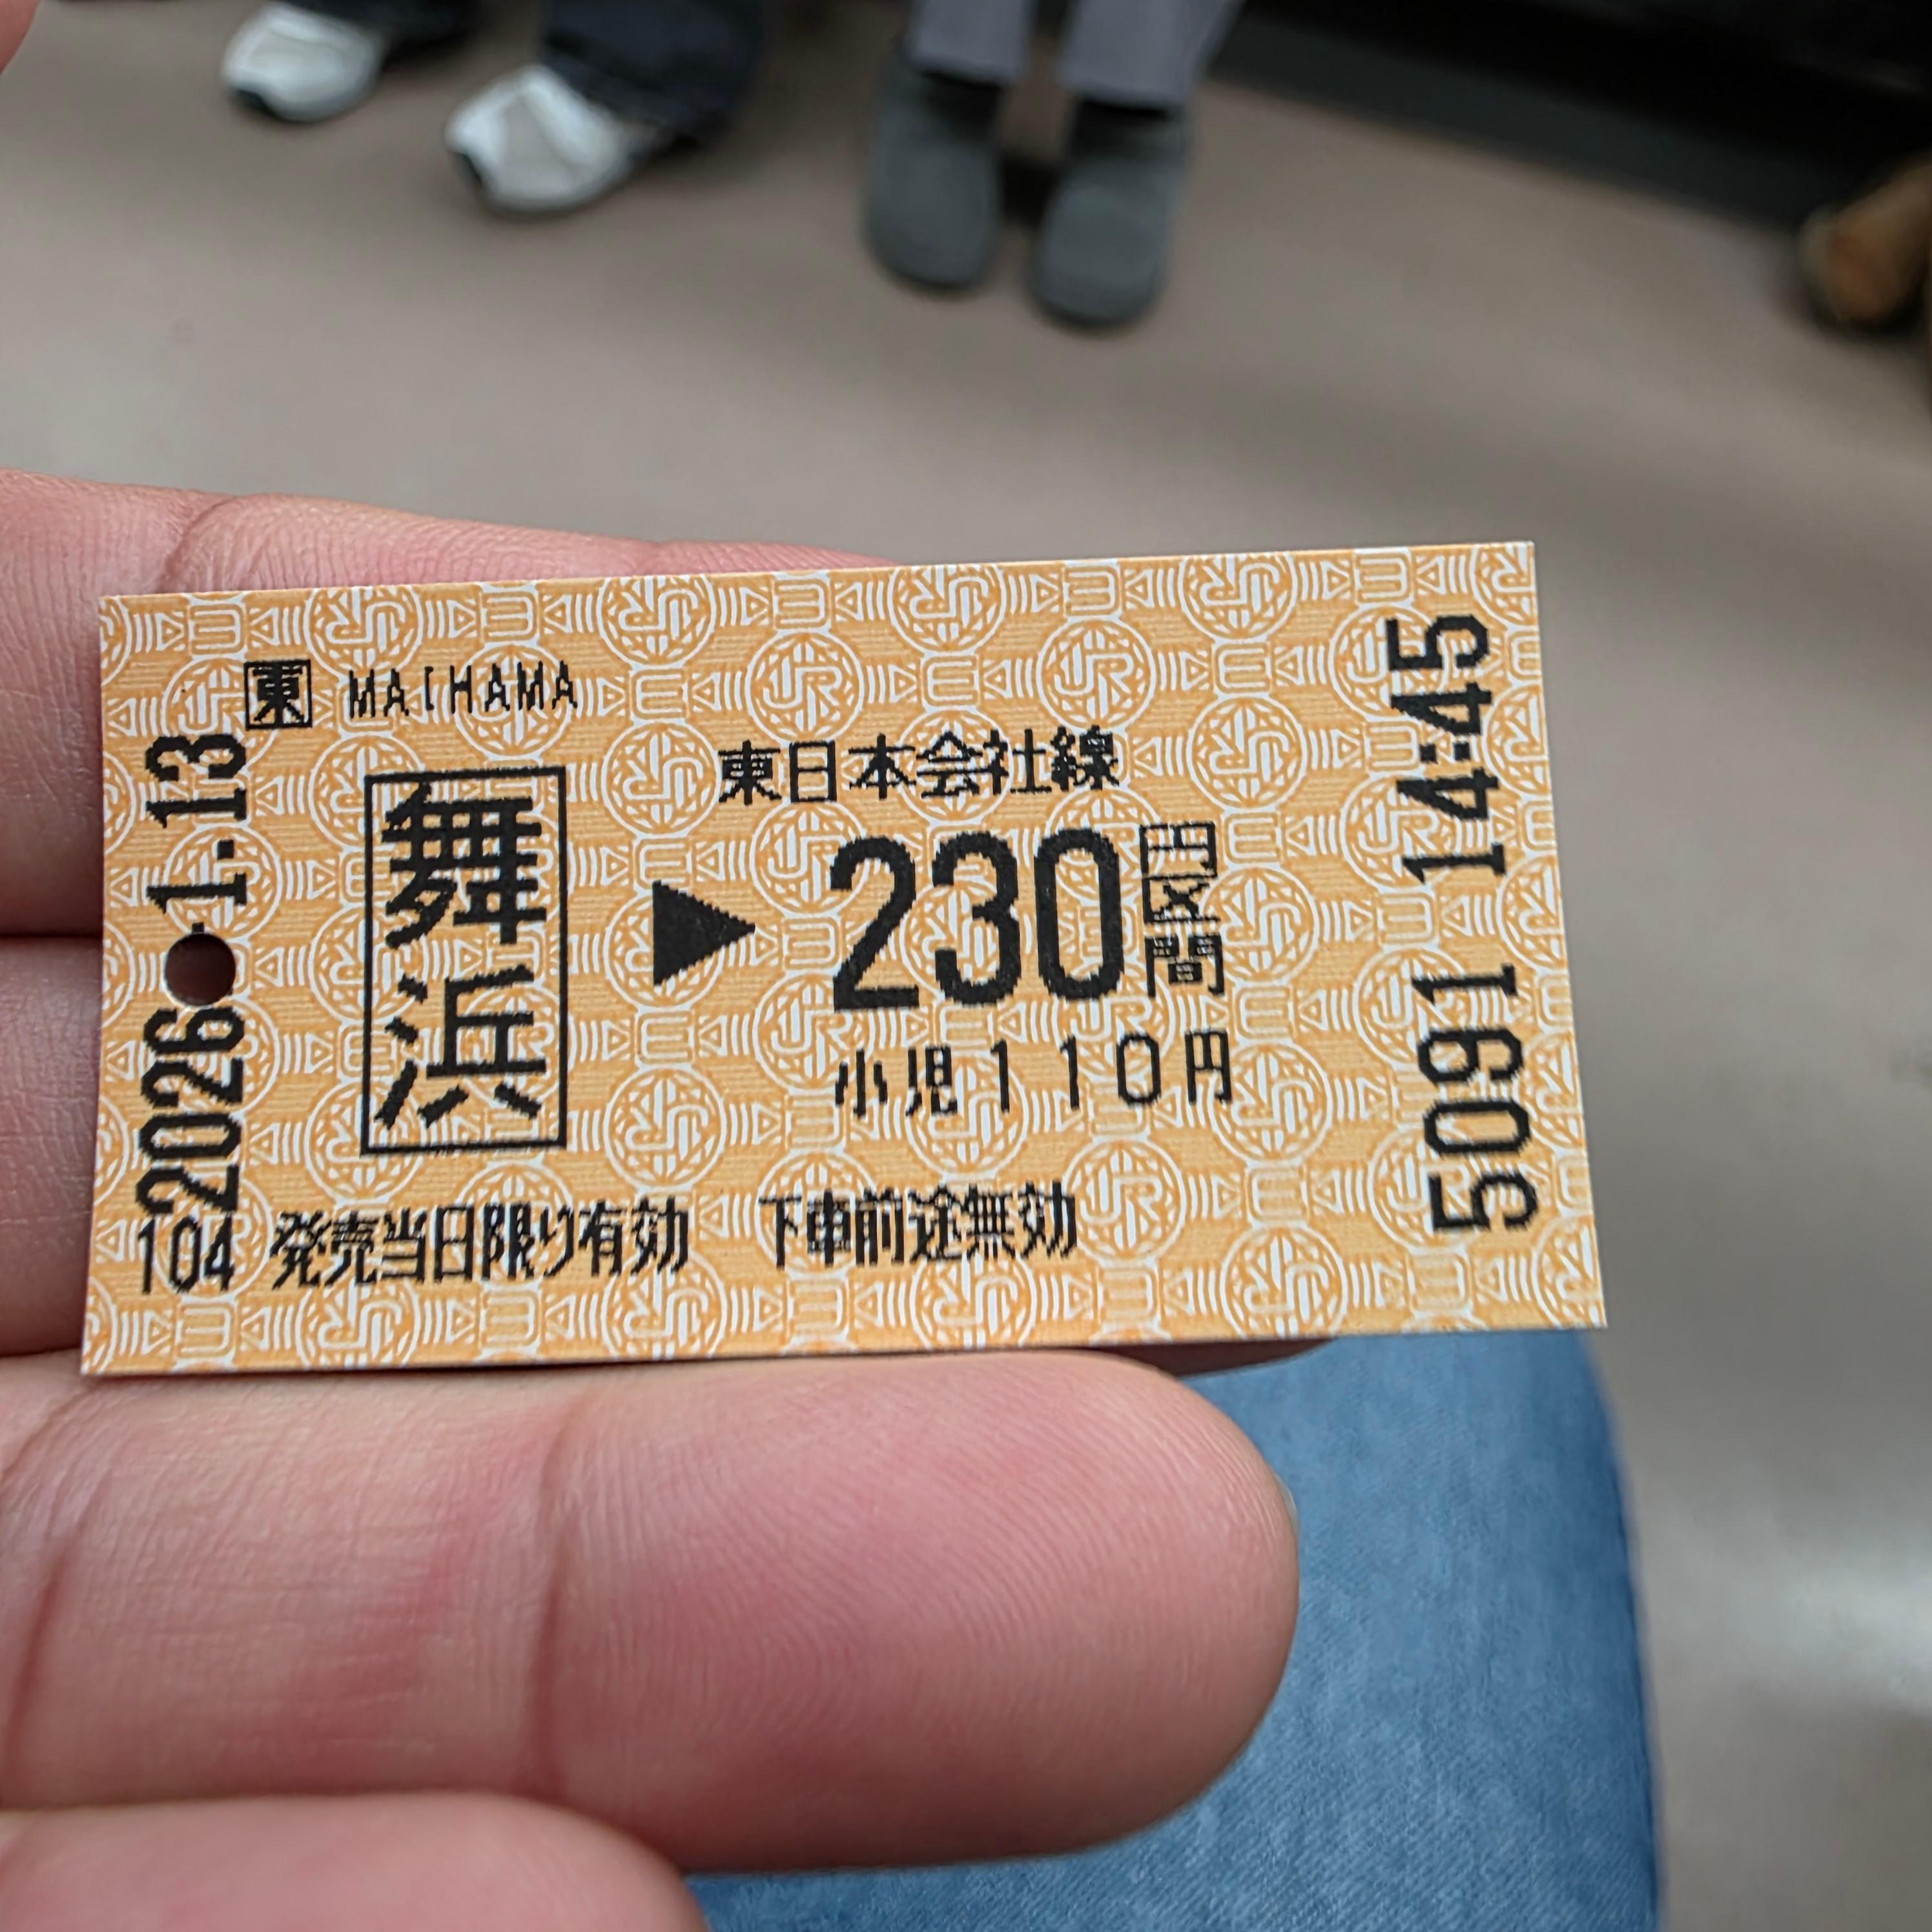 東 MAIHAMA
東日本会社線
舞浜 ▶ 230円区間
小児110円
発売当日限り有効 下車前途無効
2026.-1.13
104
5091 14:45